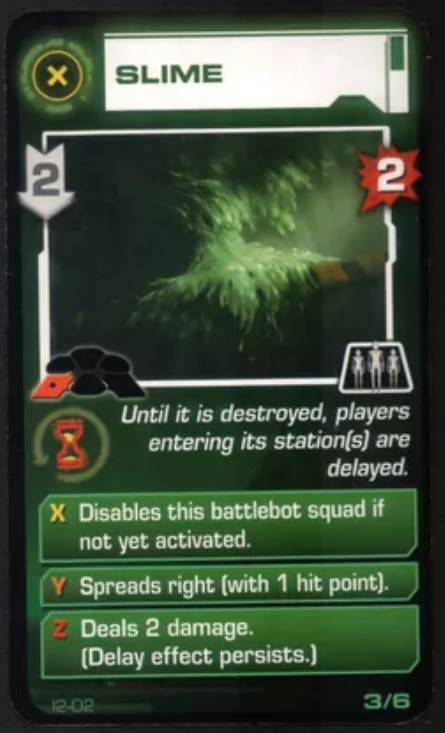 X
SLIME
2
2
Until it is destroyed, players
entering its station(s) are
delayed.
X Disables this battlebot squad if
not yet activated.
Y Spreads right (with 1 hit point).
Z Deals 2 damage.
(Delay effect persists.)
I2-02
3/6